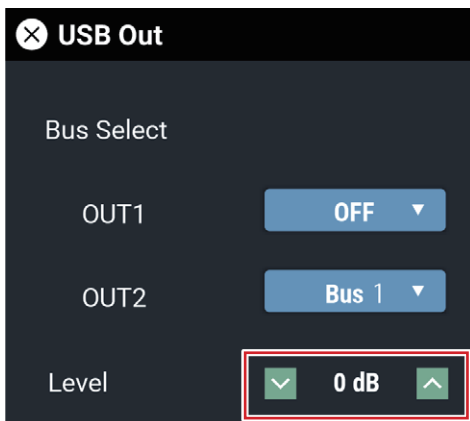 USB Out
Bus Select
OUT1 OFF
OUT2 Bus 1
Level 0 dB